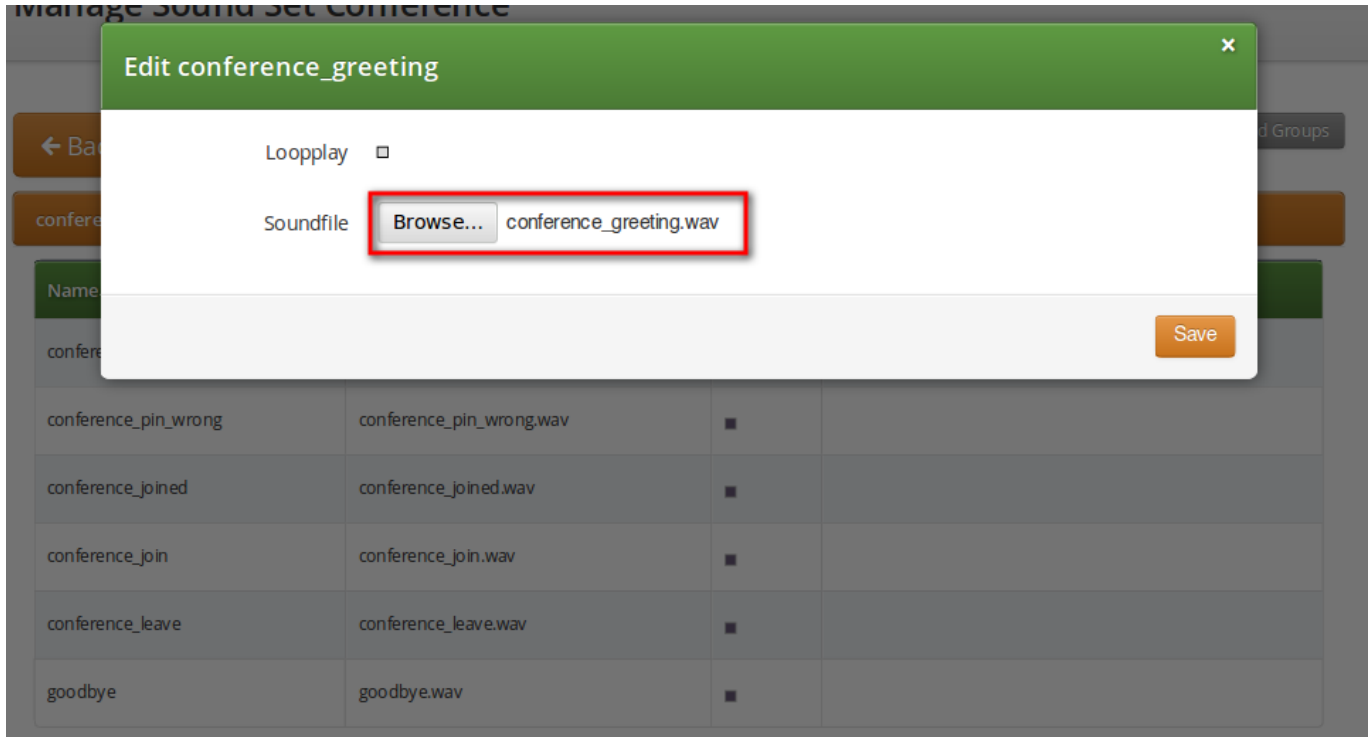 Manage Sound Set Conference
Edit conference_greeting
×
← Ba
d Groups
Loopplay
confere
Soundfile Browse... conference_greeting.wav
Name
Save
confere
conference_pin_wrong conference_pin_wrong.wav
conference_joined conference_joined.wav
conference_join conference_join.wav
conference_leave conference_leave.wav
goodbye goodbye.wav